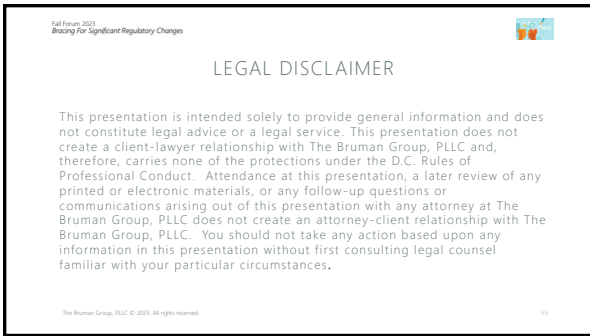 Fall Forum 2023
Bracing For Significant Regulatory Changes
LEGAL DISCLAIMER
This presentation is intended solely to provide general information and does
not constitute legal advice or a legal service. This presentation does not
create a client-lawyer relationship with The Bruman Group, PLLC and,
therefore, carries none of the protections under the D.C. Rules of
Professional Conduct. Attendance at this presentation, a later review of any
printed or electronic materials, or any follow-up questions or
communications arising out of this presentation with any attorney at The
Bruman Group, PLLC does not create an attorney-client relationship with The
Bruman Group, PLLC. You should not take any action based upon any
information in this presentation without first consulting legal counsel
familiar with your particular circumstances.
The Bruman Group, PLLC © 2025. All rights reserved.